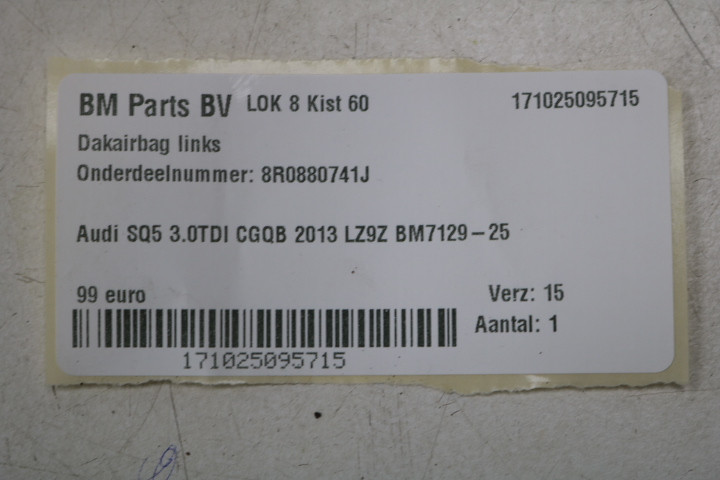 BM Parts BV LOK 8 Kist 60 171025095715
Dakairbag links
Onderdeelnummer: 8R0880741J
Audi SQ5 3.0TDI CGQB 2013 LZ9Z BM7129-25
99 euro Verz: 15
Aantal: 1
171025095715